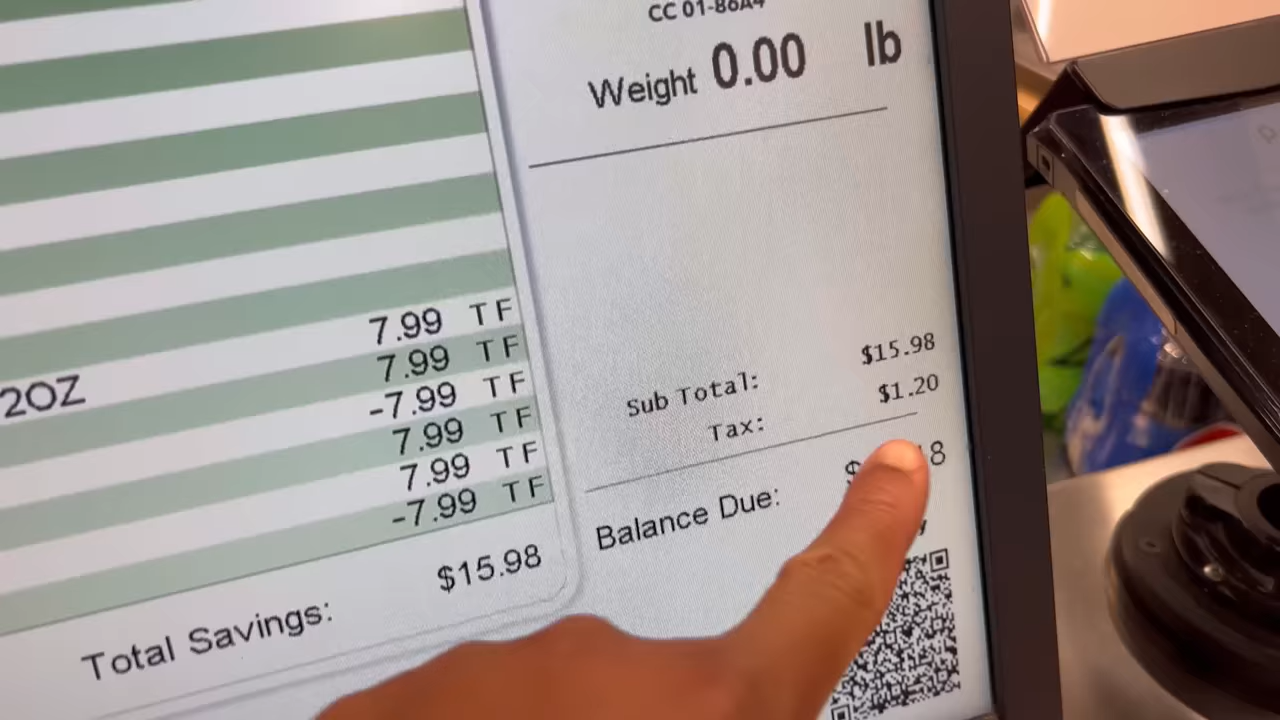 CC 01-86A4
Weight 0.00 lb
7.99 TF
2OZ 7.99 TF
-7.99 TF
7.99 TF
7.99 TF
-7.99 TF
Total Savings: $15.98
Sub Total: $15.98
Tax: $1.20
Balance Due: $ 18